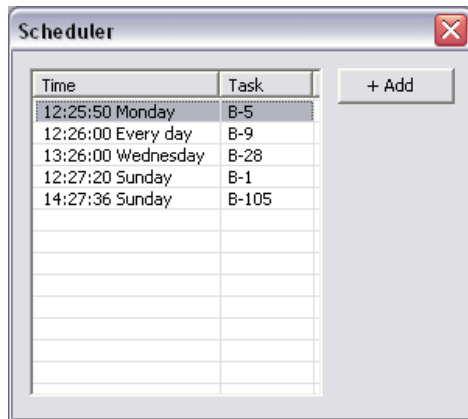 Scheduler
Time Task
+ Add
12:25:50 Monday B-5
12:26:00 Every day B-9
13:26:00 Wednesday B-28
12:27:20 Sunday B-1
14:27:36 Sunday B-105